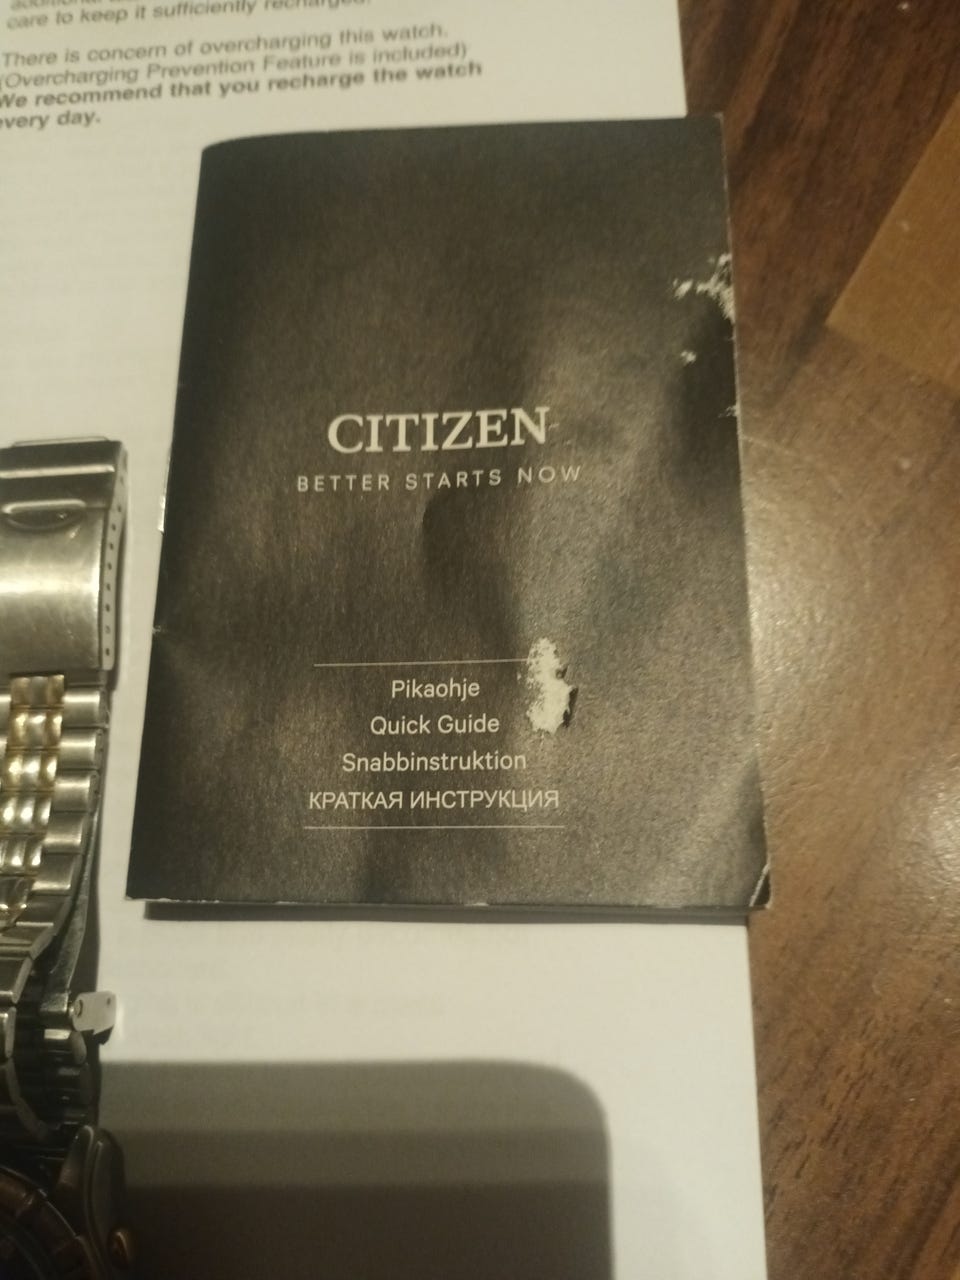 care to keep it sufficiently recharged.
There is concern of overcharging this watch.
(Overcharging Prevention Feature is included)
We recommend that you recharge the watch
every day.
CITIZEN
BETTER STARTS NOW
Pikaohje
Quick Guide
Snabbinstruktion
КРАТКАЯ ИНСТРУКЦИЯ